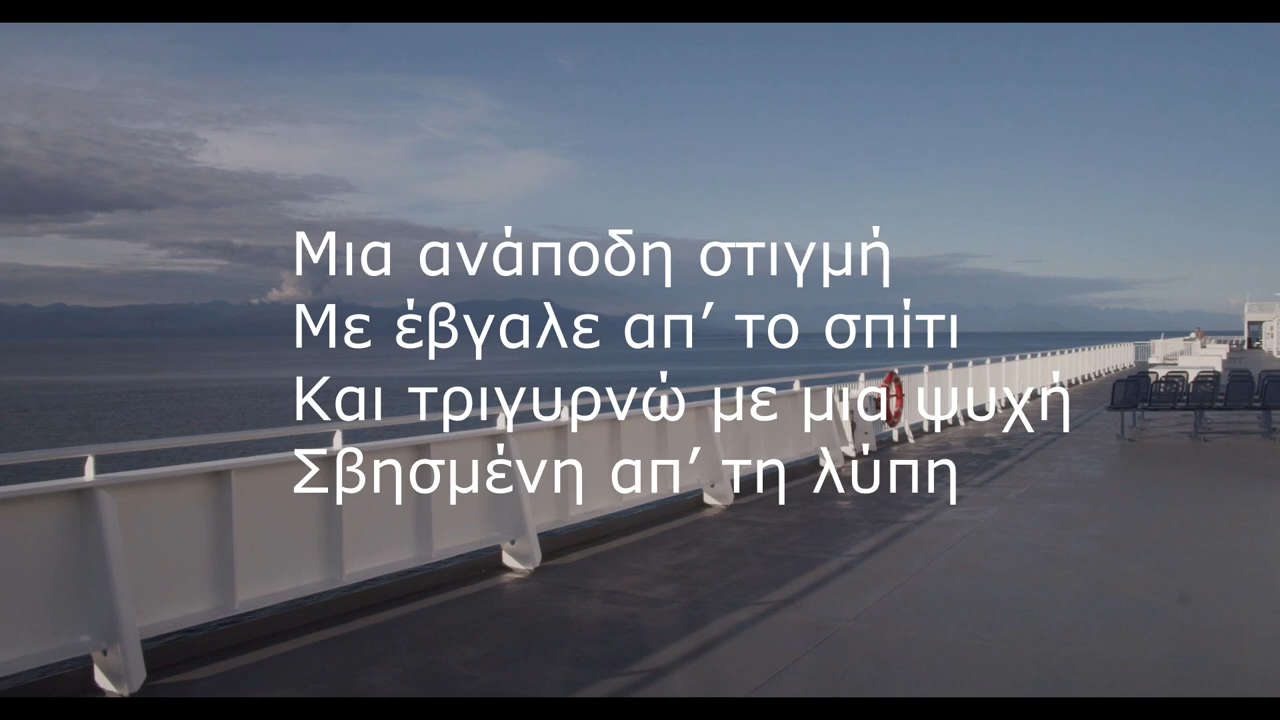 Μια ανάποδη στιγμή
Με έβγαλε απ’ το σπίτι
Και τριγυρνώ με μια ψυχή
Σβησμένη απ’ τη λύπη